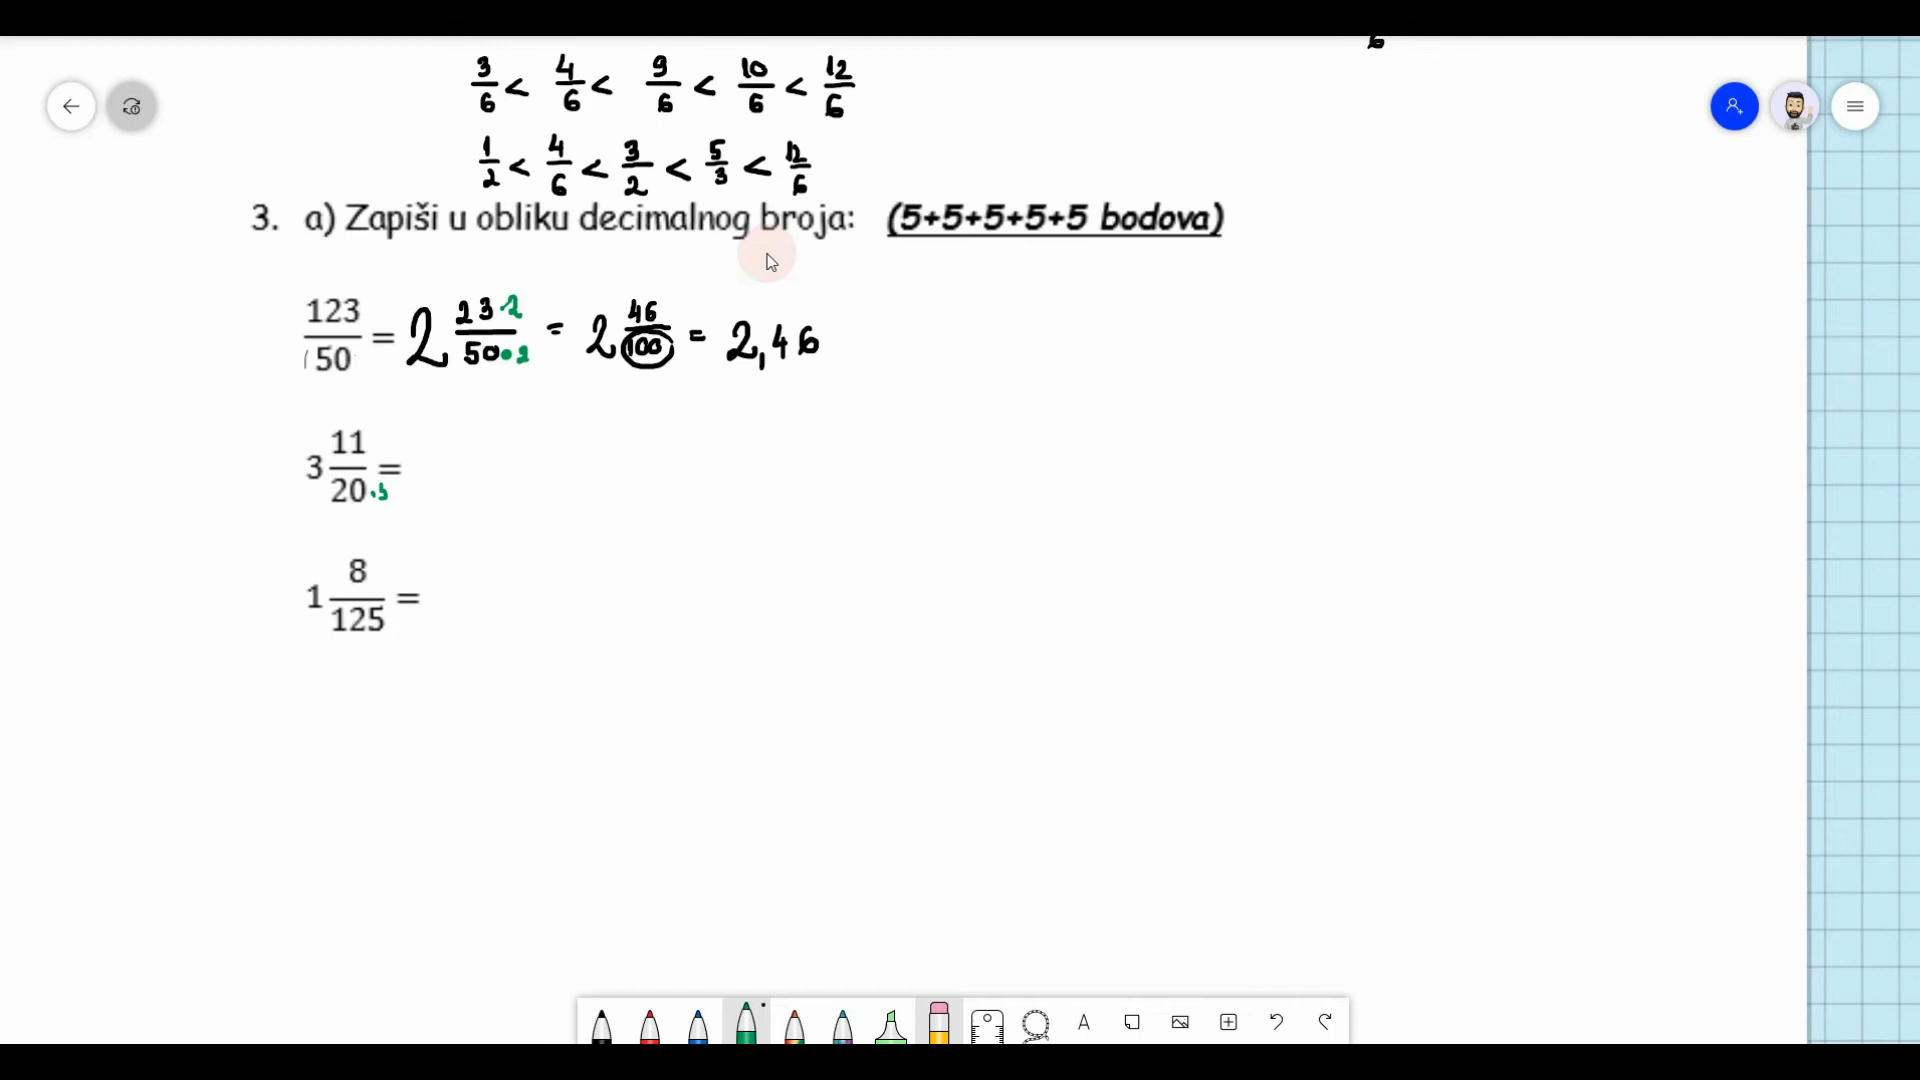 6
3/6 < 4/6 < 9/6 < 10/6 < 12/6
1/2 < 4/6 < 3/2 < 5/3 < 12/6
3. a) Zapiši u obliku decimalnog broja: (5+5+5+5+5 bodova)
123/50 = 2 23·2/50·2 = 2 46/100 = 2,46
3 11/20·5 =
1 8/125 =
A